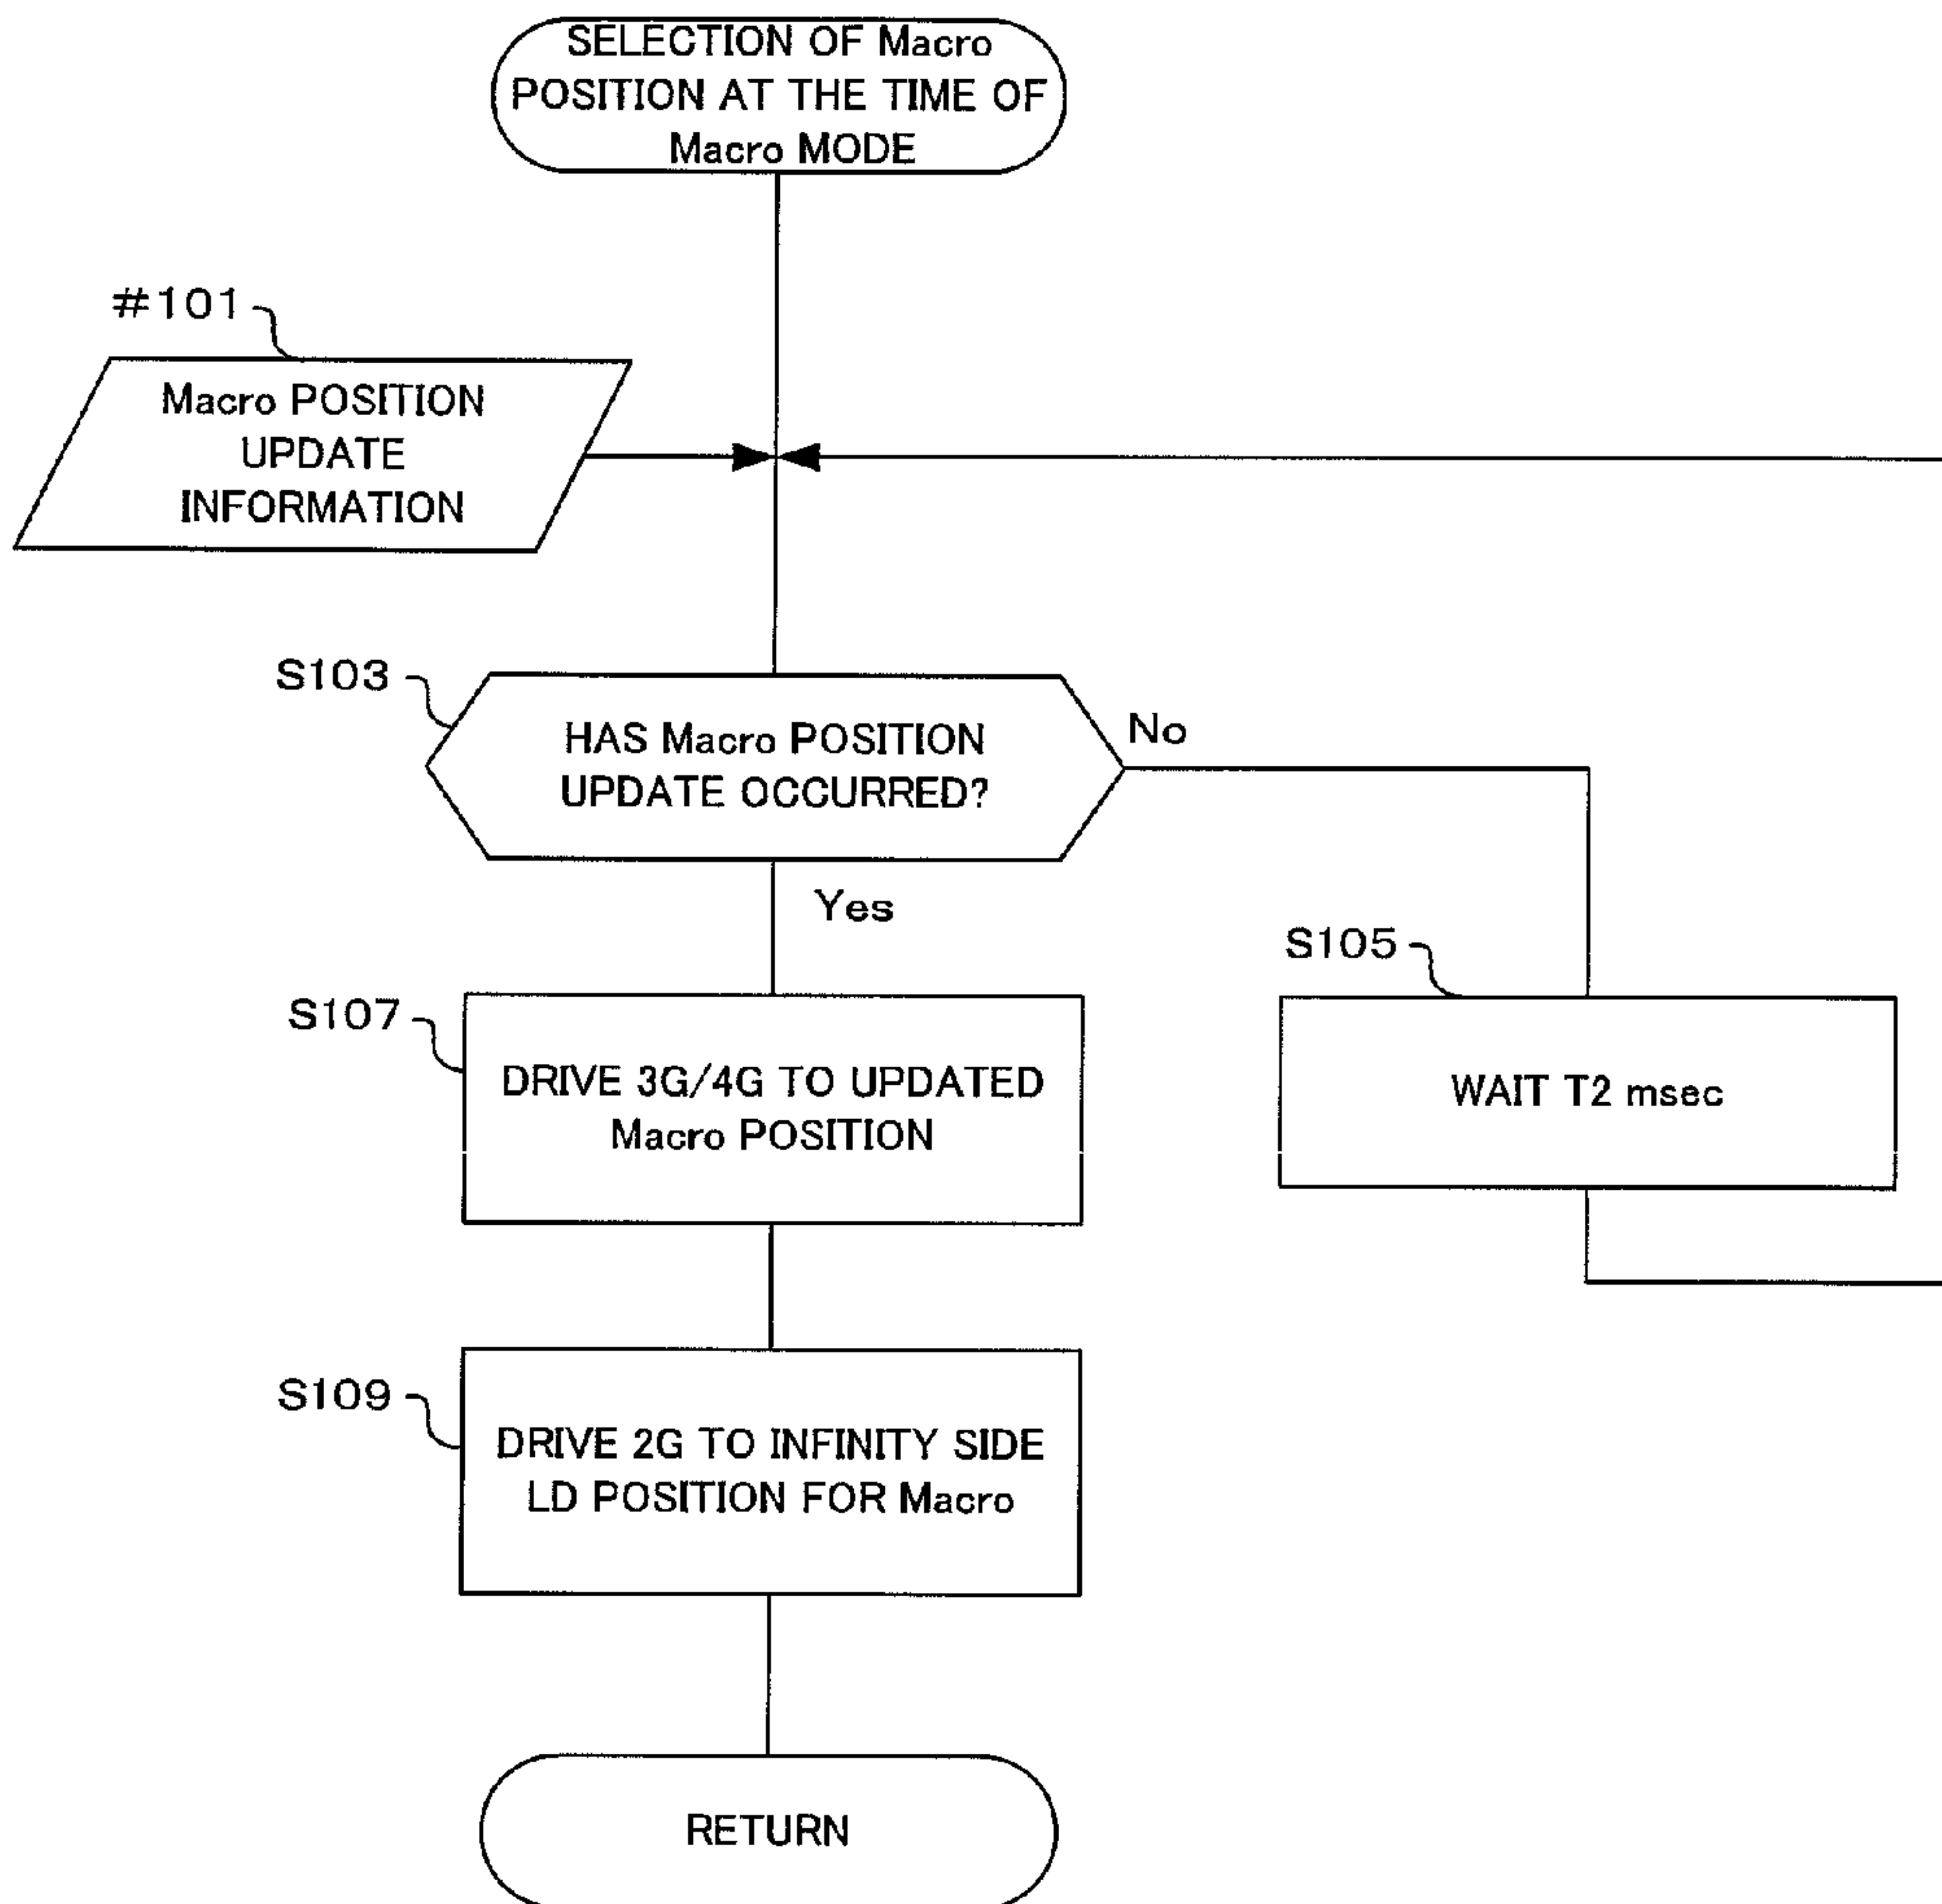 SELECTION OF Macro
POSITION AT THE TIME OF
Macro MODE
#101
Macro POSITION
UPDATE
INFORMATION
S103
HAS Macro POSITION
UPDATE OCCURRED?
No
Yes
S105
WAIT T2 msec
S107
DRIVE 3G/4G TO UPDATED
Macro POSITION
S109
DRIVE 2G TO INFINITY SIDE
LD POSITION FOR Macro
RETURN